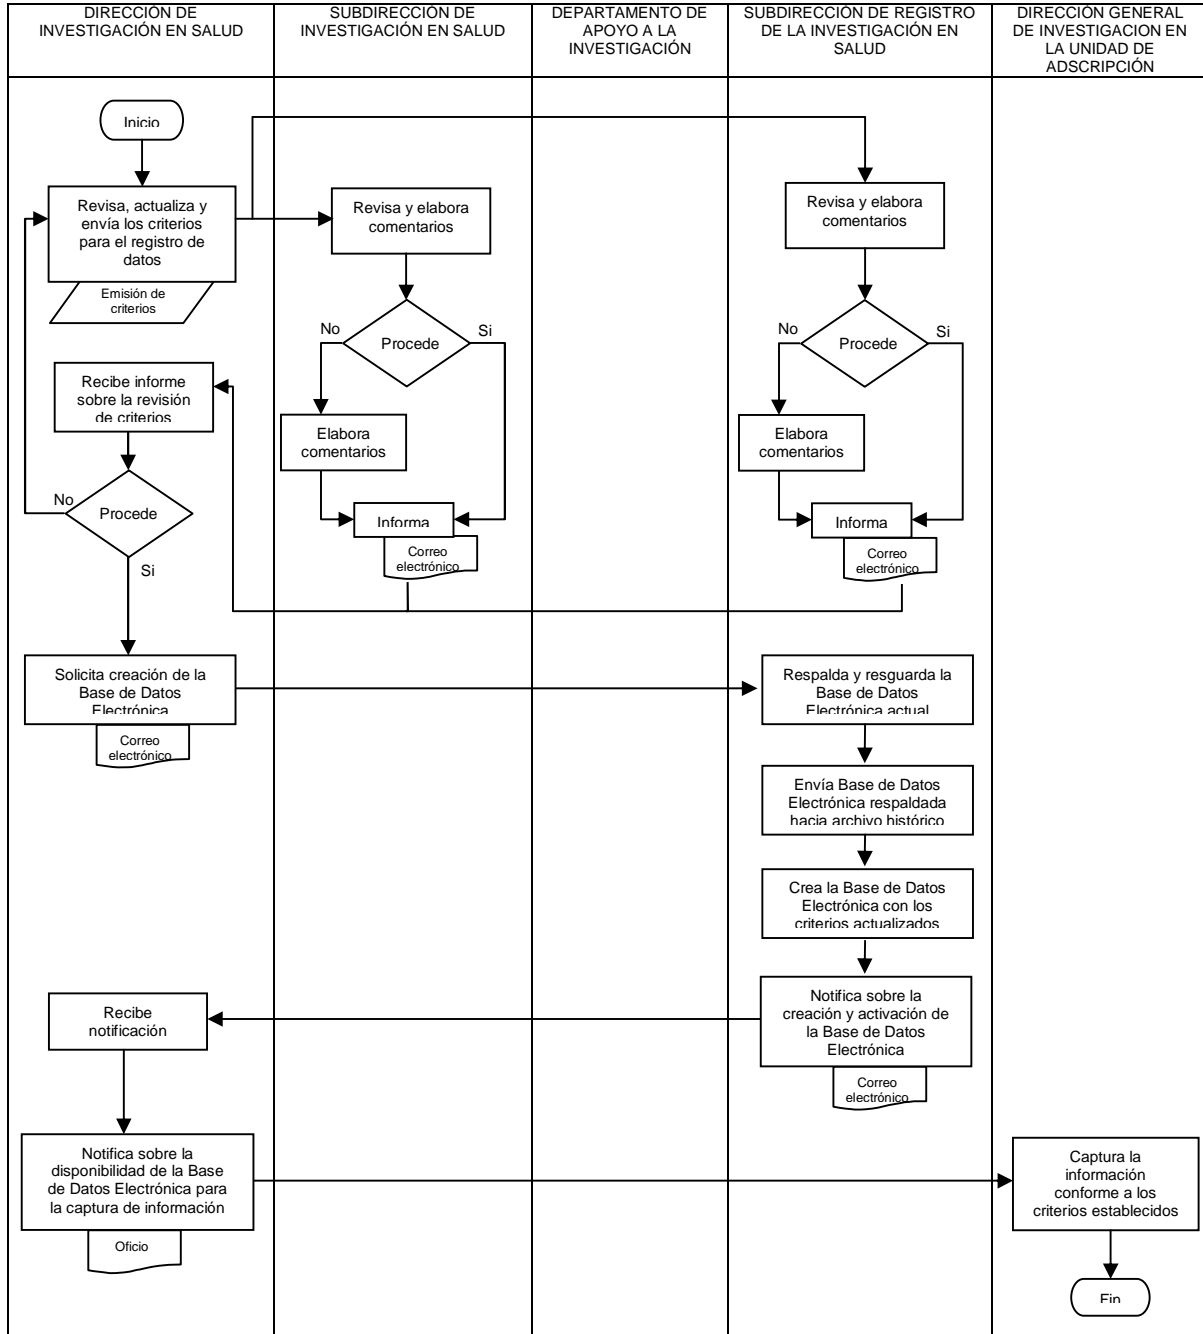 DIRECCIÓN DE
INVESTIGACIÓN EN SALUD
SUBDIRECCIÓN DE
INVESTIGACIÓN EN SALUD
DEPARTAMENTO DE
APOYO A LA
INVESTIGACIÓN
SUBDIRECCIÓN DE REGISTRO
DE LA INVESTIGACIÓN EN
SALUD
DIRECCIÓN GENERAL
DE INVESTIGACION EN
LA UNIDAD DE
ADSCRIPCIÓN
Inicio
Revisa, actualiza y
envía los criterios
para el registro de
datos
Emisión de
criterios
Revisa y elabora
comentarios
Revisa y elabora
comentarios
No
Procede
Si
No
Procede
Si
Recibe informe
sobre la revisión
de criterios
Elabora
comentarios
Elabora
comentarios
No
Procede
Si
Informa
Correo
electrónico
Informa
Correo
electrónico
Solicita creación de la
Base de Datos
Electrónica
Correo
electrónico
Respalda y resguarda la
Base de Datos
Electrónica actual
Envía Base de Datos
Electrónica respaldada
hacia archivo histórico
Crea la Base de Datos
Electrónica con los
criterios actualizados
Recibe
notificación
Notifica sobre la
creación y activación de
la Base de Datos
Electrónica
Correo
electrónico
Notifica sobre la
disponibilidad de la Base
de Datos Electrónica para
la captura de información
Oficio
Captura la
información
conforme a los
criterios establecidos
Fin